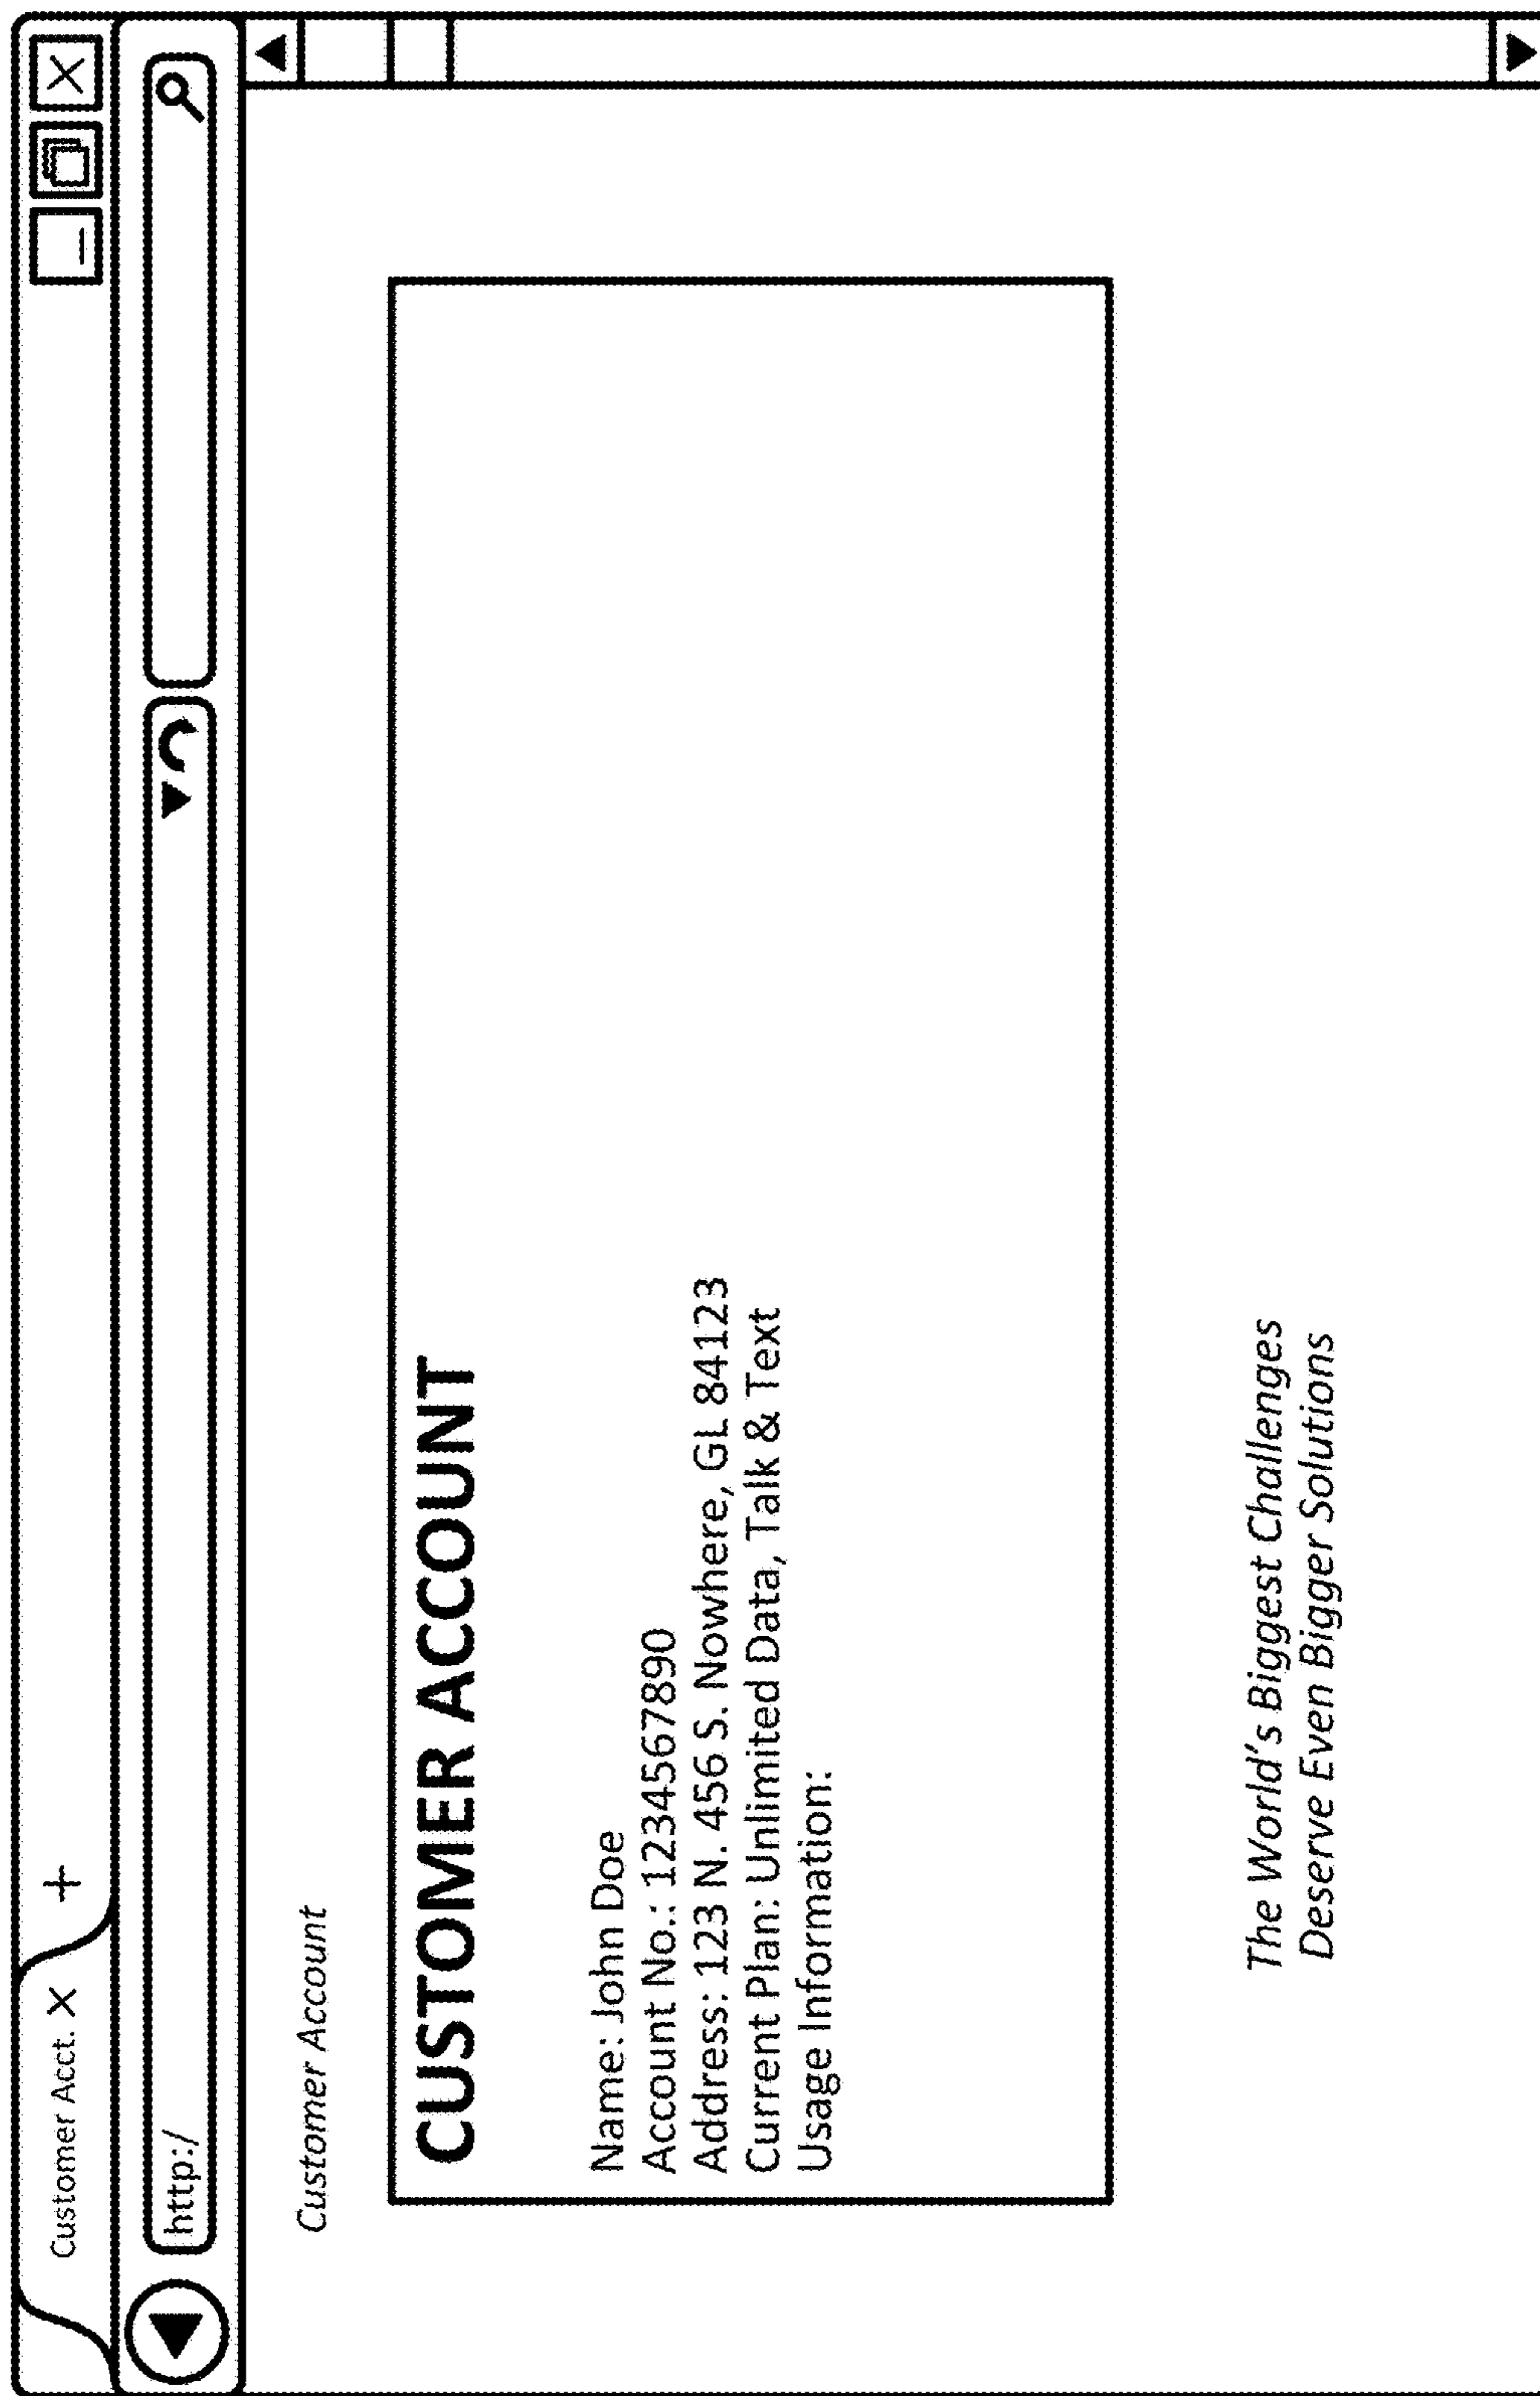 Customer Acct. X +
http:/
Customer Account
CUSTOMER ACCOUNT
Name: John Doe
Account No.: 1234567890
Address: 123 N. 456 S. Nowhere, GL 84123
Current Plan: Unlimited Data, Talk & Text
Usage Information:
The World's Biggest Challenges
Deserve Even Bigger Solutions